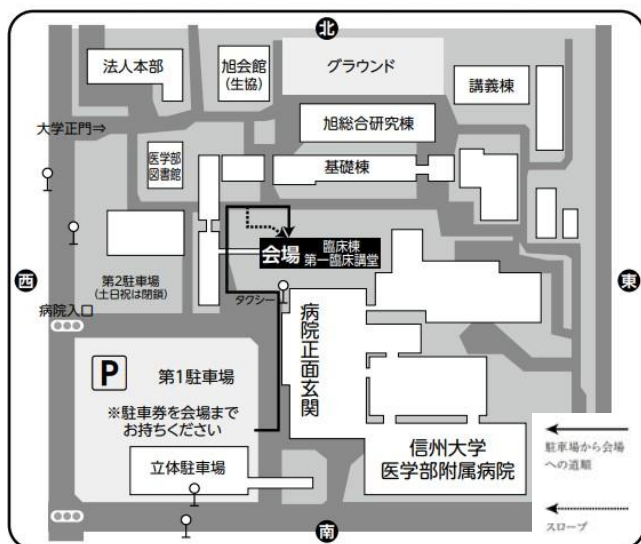 北
法人本部
旭会館
(生協)
グラウンド
講義棟
旭総合研究棟
大学正門⇒
医学部
図書館
基礎棟
会場
臨床棟
第一臨床講堂
西
東
第2駐車場
(土日祝は閉鎖)
タクシー
病院入口
病院正面玄関
P
第1駐車場
※駐車券を会場まで
お持ちください
立体駐車場
信州大学
医学部附属病院
駐車場から会場
への道順
スロープ
南